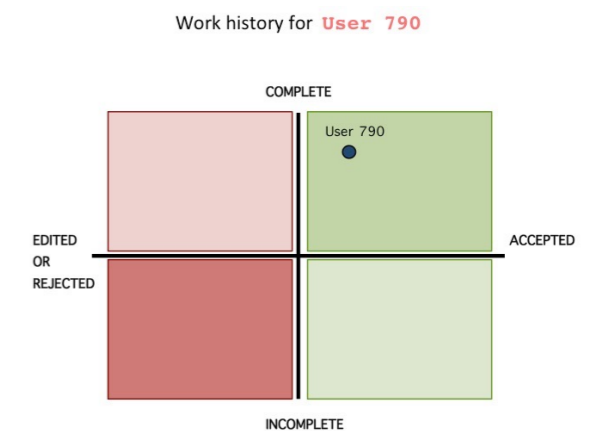 Work history for User 790
COMPLETE
User 790
EDITED
OR
REJECTED
ACCEPTED
INCOMPLETE